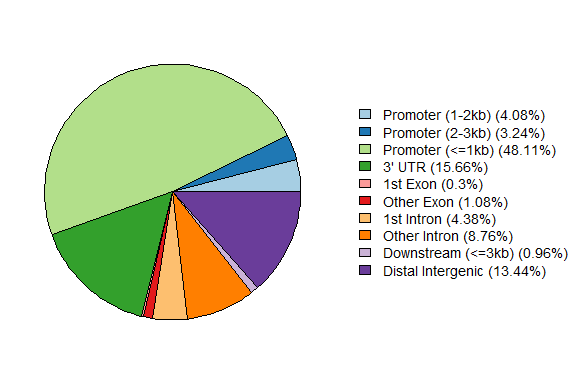 Promoter (1-2kb) (4.08%)
Promoter (2-3kb) (3.24%)
Promoter (<=1kb) (48.11%)
3' UTR (15.66%)
1st Exon (0.3%)
Other Exon (1.08%)
1st Intron (4.38%)
Other Intron (8.76%)
Downstream (<=3kb) (0.96%)
Distal Intergenic (13.44%)